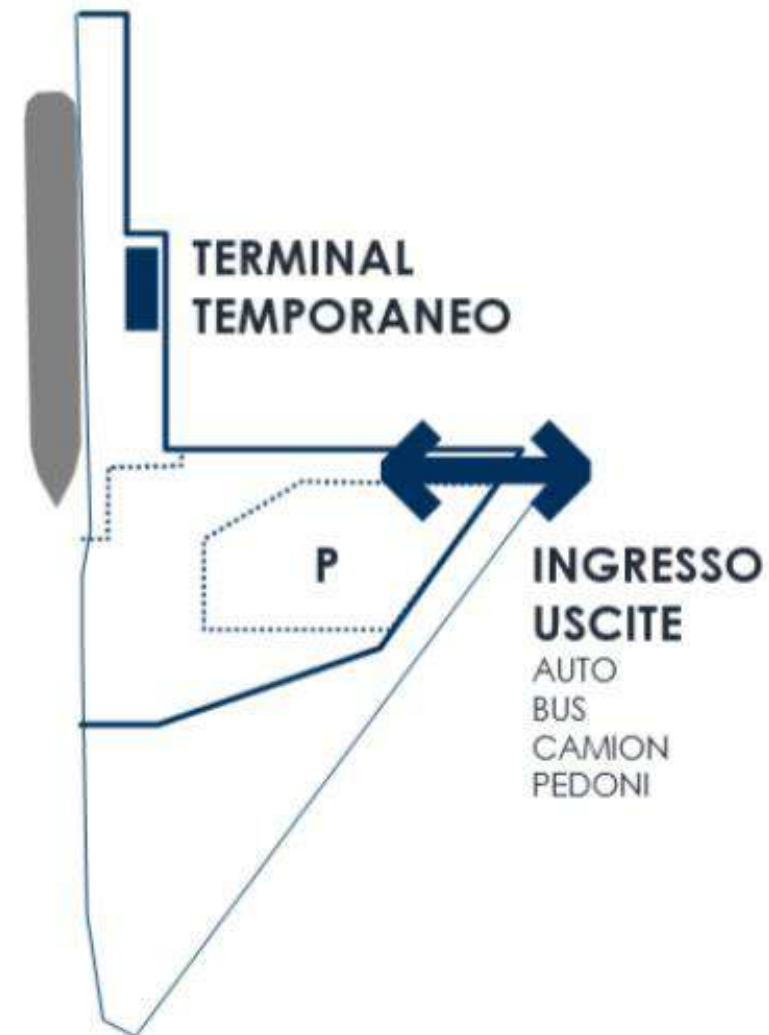 TERMINAL
TEMPORANEO
P
INGRESSO
USCITE
AUTO
BUS
CAMION
PEDONI